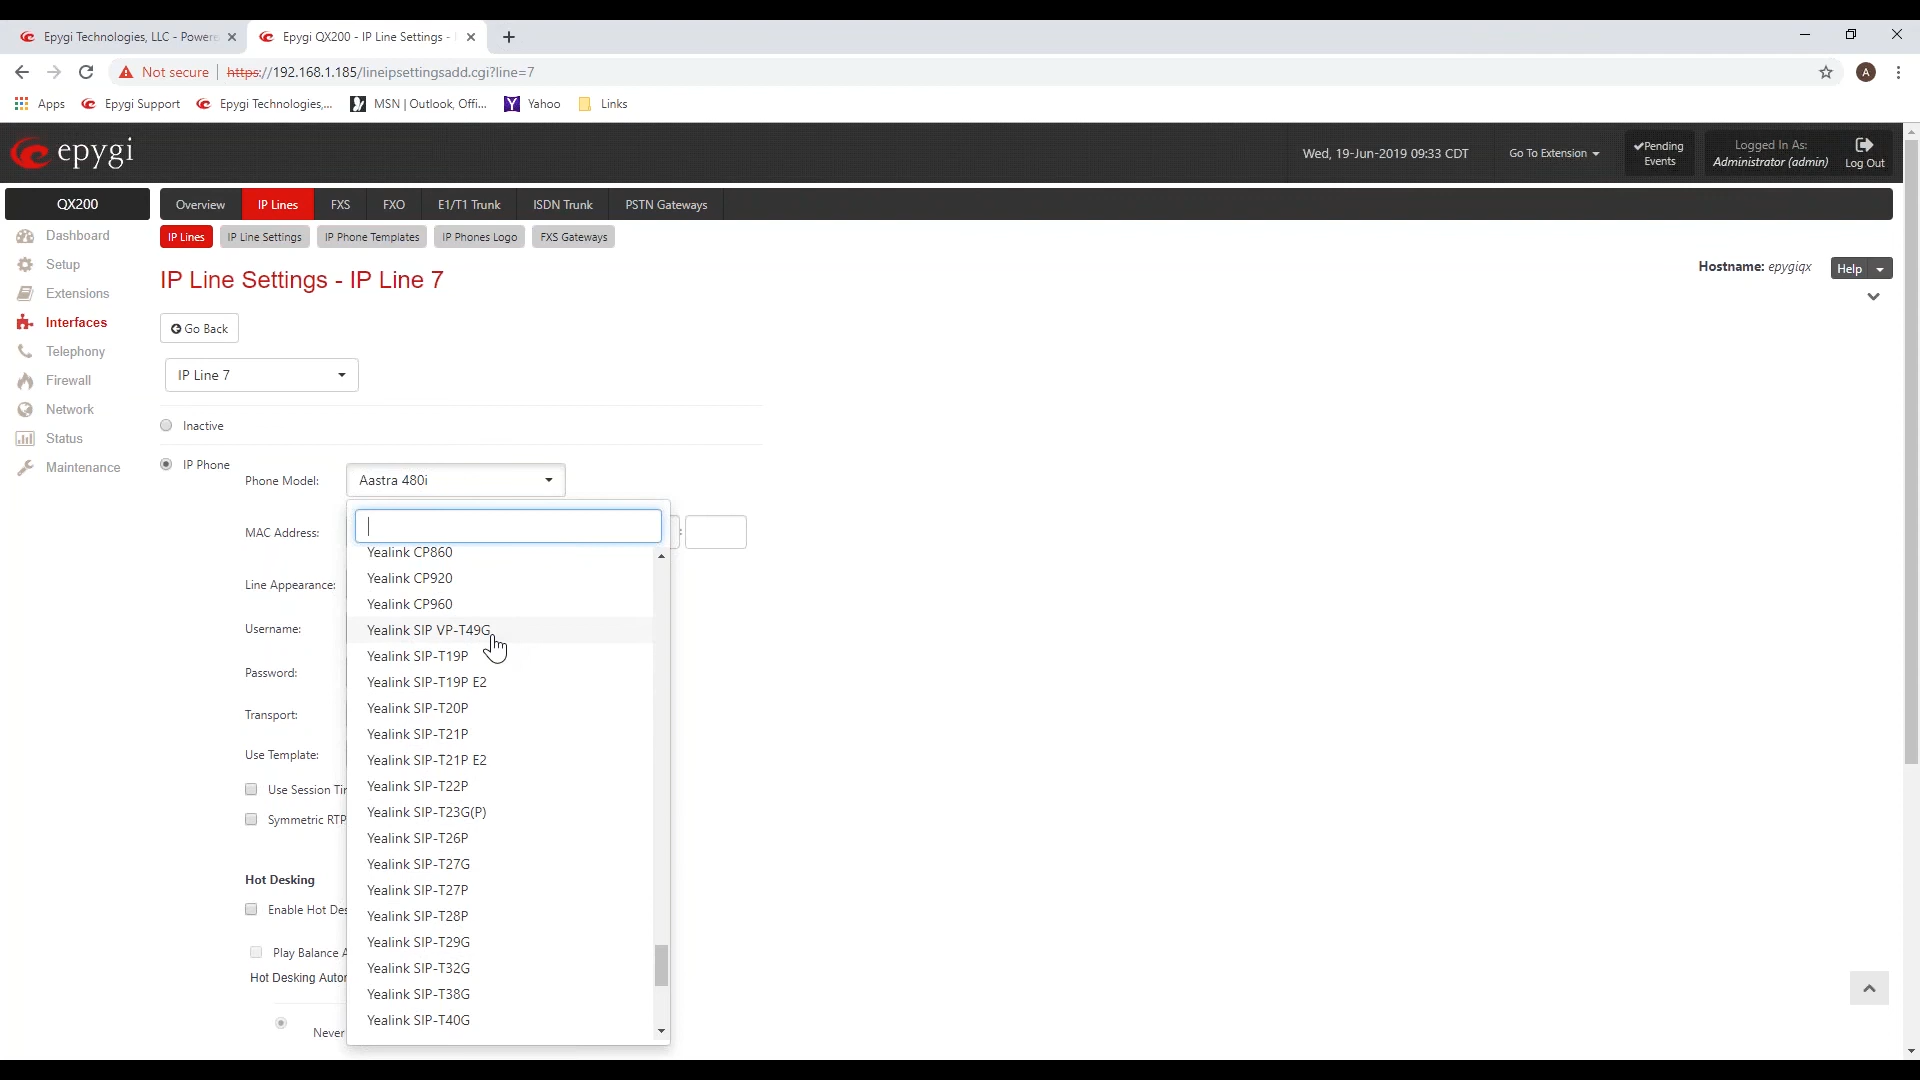 Epygi Technologies, LLC - Powere
Epygi QX200 - IP Line Settings -
Not secure
https://192.168.1.185/lineipsettingsadd.cgi?line=7
A
Apps
Epygi Support
Epygi Technologies,...
MSN | Outlook, Offi...
Yahoo
Links
epygi
Wed, 19-Jun-2019 09:33 CDT
Go To Extension
Pending
Events
Logged In As:
Administrator (admin)
Log Out
QX200
Overview
IP Lines
FXS
FXO
E1/T1 Trunk
ISDN Trunk
PSTN Gateways
IP Lines
IP Line Settings
IP Phone Templates
IP Phones Logo
FXS Gateways
Dashboard
Setup
Extensions
Interfaces
Telephony
Firewall
Network
Status
Maintenance
IP Line Settings - IP Line 7
Hostname: epygiqx
Help
Go Back
IP Line 7
Inactive
IP Phone
Phone Model:
Aastra 480i
MAC Address:
:
Line Appearance:
Username:
Password:
Transport:
Use Template:
Use Session Tir
Symmetric RTP
Hot Desking
Enable Hot Des
Play Balance A
Hot Desking Autor
Never
Yealink CP860
Yealink CP920
Yealink CP960
Yealink SIP VP-T49G
Yealink SIP-T19P
Yealink SIP-T19P E2
Yealink SIP-T20P
Yealink SIP-T21P
Yealink SIP-T21P E2
Yealink SIP-T22P
Yealink SIP-T23G(P)
Yealink SIP-T26P
Yealink SIP-T27G
Yealink SIP-T27P
Yealink SIP-T28P
Yealink SIP-T29G
Yealink SIP-T32G
Yealink SIP-T38G
Yealink SIP-T40G